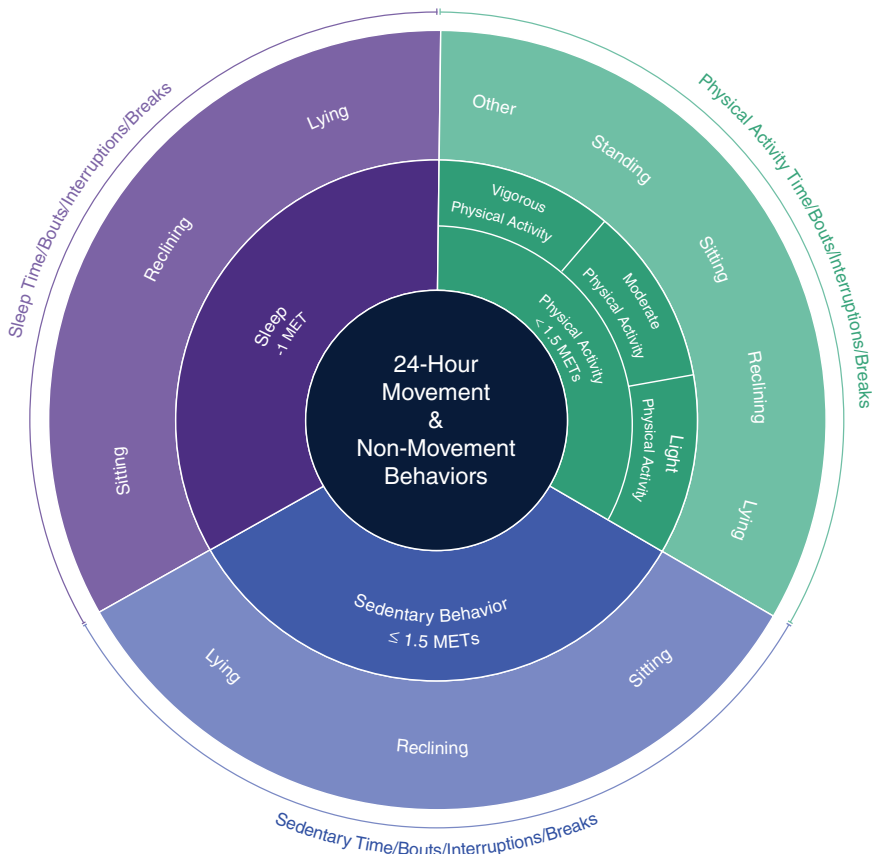 24-Hour
Movement
&
Non-Movement
Behaviors
Physical Activity Time/Bouts/Interruptions/Breaks
Other
Standing
Sitting
Reclining
Lying
Vigorous
Physical Activity
Moderate
Physical Activity
Light
Physical Activity
Physical Activity
< 1.5 METs
Sedentary Behavior
≤ 1.5 METs
Sitting
Reclining
Lying
Sedentary Time/Bouts/Interruptions/Breaks
Sleep
-1 MET
Sitting
Reclining
Lying
Sleep Time/Bouts/Interruptions/Breaks